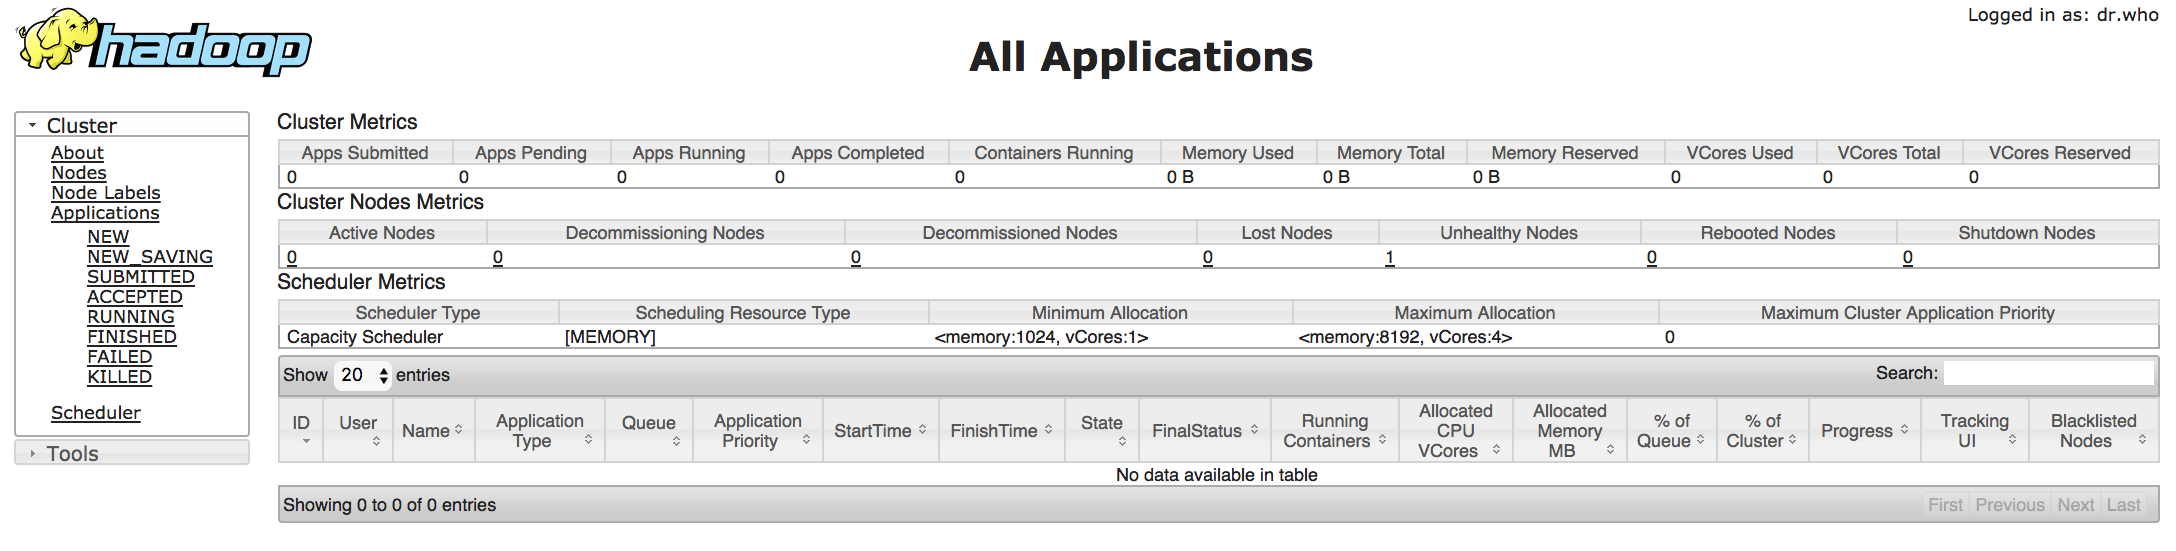 hadoop
Logged in as: dr.who
All Applications
Cluster
About
Nodes
Node Labels
Applications
NEW
NEW_SAVING
SUBMITTED
ACCEPTED
RUNNING
FINISHED
FAILED
KILLED
Scheduler
Tools
Cluster Metrics
Apps Submitted Apps Pending Apps Running Apps Completed Containers Running Memory Used Memory Total Memory Reserved VCores Used VCores Total VCores Reserved
0 0 0 0 0 0 B 0 B 0 B 0 0 0
Cluster Nodes Metrics
Active Nodes Decommissioning Nodes Decommissioned Nodes Lost Nodes Unhealthy Nodes Rebooted Nodes Shutdown Nodes
0 0 0 0 1 0 0
Scheduler Metrics
Scheduler Type Scheduling Resource Type Minimum Allocation Maximum Allocation Maximum Cluster Application Priority
Capacity Scheduler [MEMORY] <memory:1024, vCores:1> <memory:8192, vCores:4> 0
Show 20 entries Search:
ID User Name Application Type Queue Application Priority StartTime FinishTime State FinalStatus Running Containers Allocated CPU VCores Allocated Memory MB % of Queue % of Cluster Progress Tracking UI Blacklisted Nodes
No data available in table
Showing 0 to 0 of 0 entries First Previous Next Last